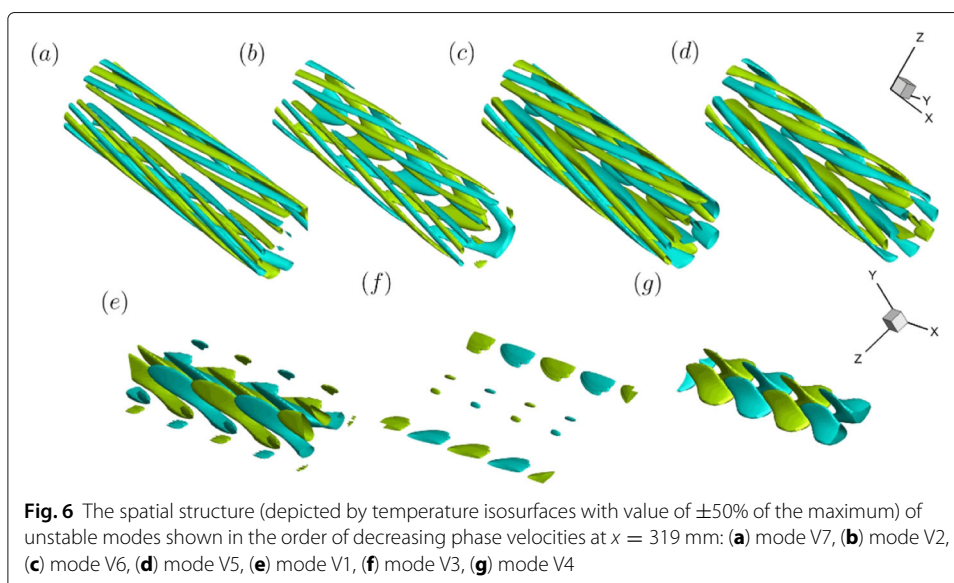 (a) (b) (c) (d)
Z
Y
X
(e) (f) (g)
Y
X
Z
Fig. 6 The spatial structure (depicted by temperature isosurfaces with value of ±50% of the maximum) of
unstable modes shown in the order of decreasing phase velocities at x = 319 mm: (a) mode V7, (b) mode V2,
(c) mode V6, (d) mode V5, (e) mode V1, (f) mode V3, (g) mode V4